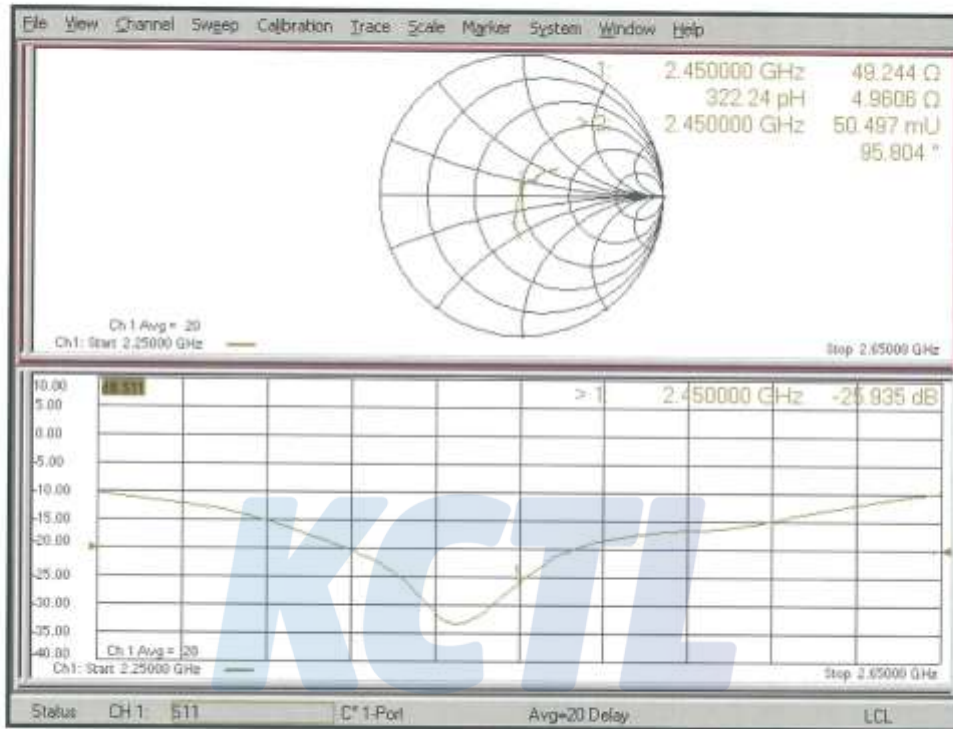 File View Channel Sweep Calibration Trace Scale Marker System Window Help
1: 2.450000 GHz 49.244 Ω
322.24 pH 4.9606 Ω
> 2: 2.450000 GHz 50.497 mU
95.804 °
Ch 1 Avg = 20
Ch1: Start 2.25000 GHz
Stop 2.65000 GHz
10.00
> 1: 2.450000 GHz -25.935 dB
5.00
0.00
-5.00
-10.00
-15.00
-20.00
-25.00
-30.00
-35.00
-40.00
1
KCTL
Ch 1 Avg = 20
Ch1: Start 2.25000 GHz
Stop 2.65000 GHz
Status CH 1: S11 C* 1-Port Avg=20 Delay LCL